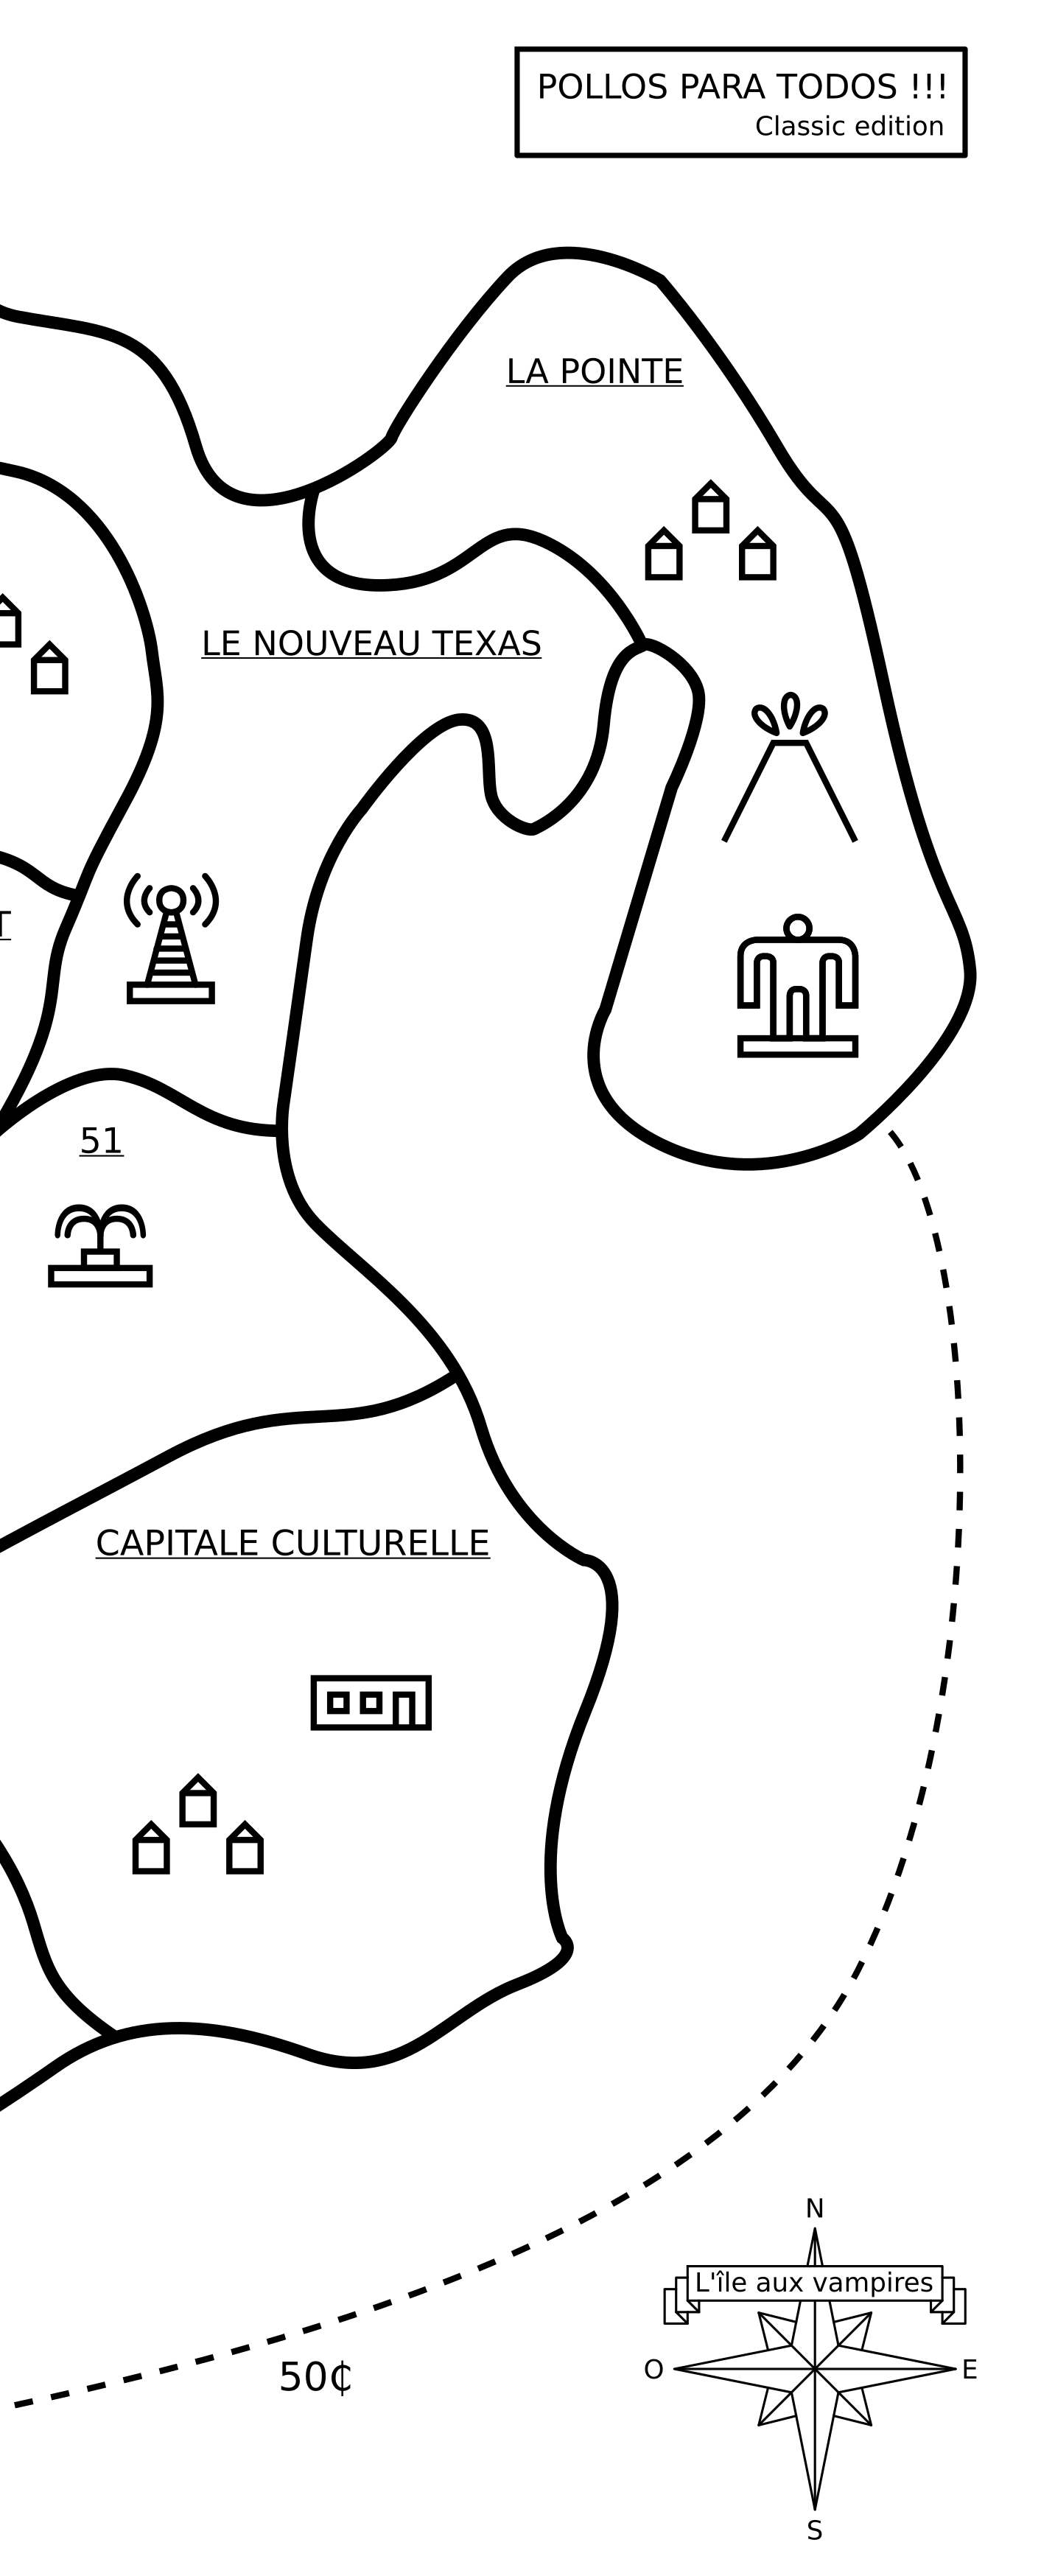 POLLOS PARA TODOS !!!
Classic edition
LA POINTE
LE NOUVEAU TEXAS
T
51
CAPITALE CULTURELLE
N
L'île aux vampires
O
E
50¢
S